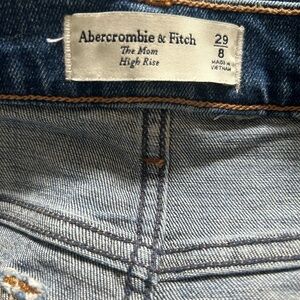 Abercrombie & Fitch
The Mom
High Rise
29
8
MADE IN
VIETNAM